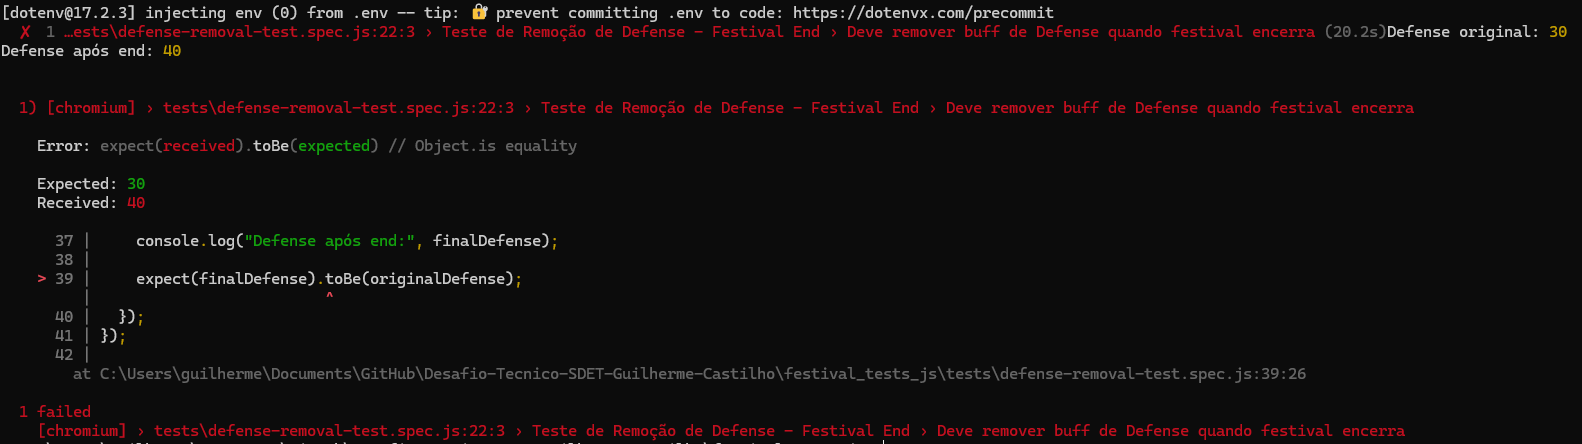 [dotenv@17.2.3] injecting env (0) from .env -- tip: 🔐 prevent committing .env to code: https://dotenvx.com/precommit
✗ 1 …ests\defense-removal-test.spec.js:22:3 › Teste de Remoção de Defense - Festival End › Deve remover buff de Defense quando festival encerra (20.2s)Defense original: 30
Defense após end: 40
1) [chromium] › tests\defense-removal-test.spec.js:22:3 › Teste de Remoção de Defense - Festival End › Deve remover buff de Defense quando festival encerra
Error: expect(received).toBe(expected) // Object.is equality
Expected: 30
Received: 40
37 |     console.log("Defense após end:", finalDefense);
38 |
> 39 |     expect(finalDefense).toBe(originalDefense);
|                          ^
40 |   });
41 | });
42 |
at C:\Users\guilherme\Documents\GitHub\Desafio-Tecnico-SDET-Guilherme-Castilho\festival_tests_js\tests\defense-removal-test.spec.js:39:26
1 failed
[chromium] › tests\defense-removal-test.spec.js:22:3 › Teste de Remoção de Defense - Festival End › Deve remover buff de Defense quando festival encerra